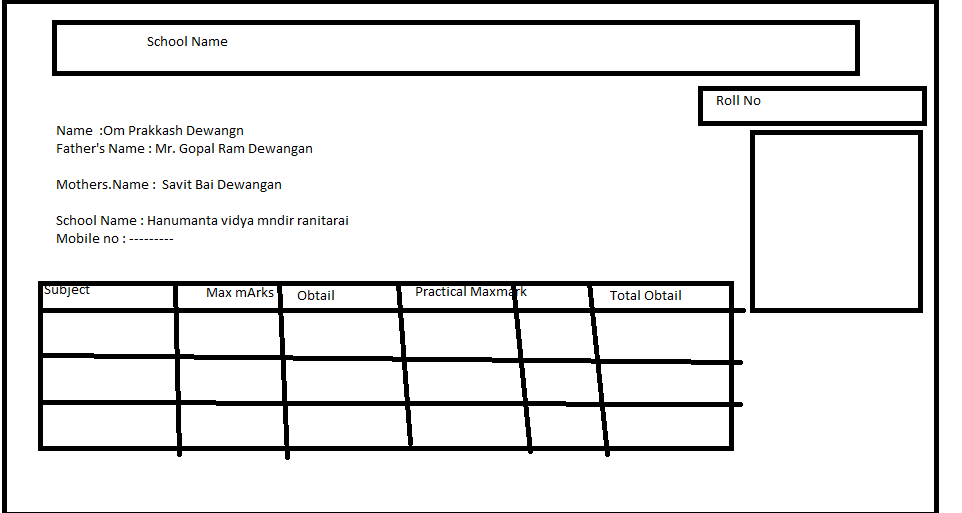 School Name
Roll No
Name  :Om Prakkash Dewangn
Father's Name : Mr. Gopal Ram Dewangan
Mothers.Name :  Savit Bai Dewangan
School Name : Hanumanta vidya mndir ranitarai
Mobile no : ---------
Subject Max mArks Obtail Practical Maxmark Total Obtail